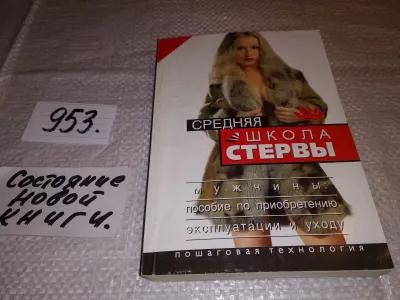 953.
Состояние
новой
книги.
СРЕДНЯЯ
ШКОЛА
СТЕРВЫ
мужчины:
пособие по приобретению,
эксплуатации и уходу
пошаговая технология